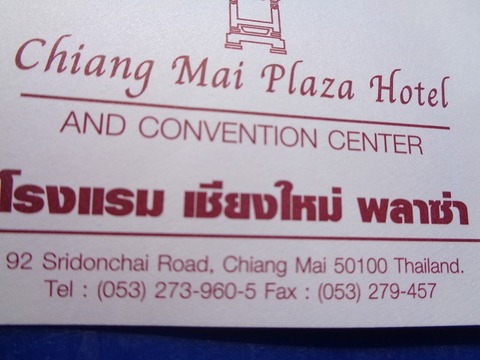 Chiang Mai Plaza Hotel
AND CONVENTION CENTER
โรงแรม เชียงใหม่ พลาซ่า
92 Sridonchai Road, Chiang Mai 50100 Thailand.
Tel : (053) 273-960-5 Fax : (053) 279-457